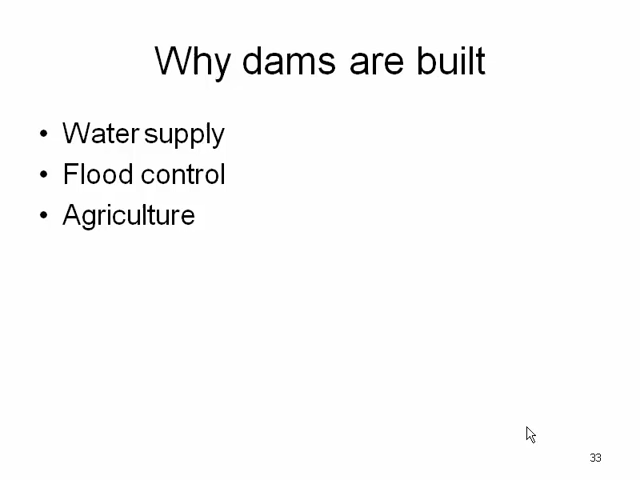 Why dams are built
• Water supply
• Flood control
• Agriculture
33